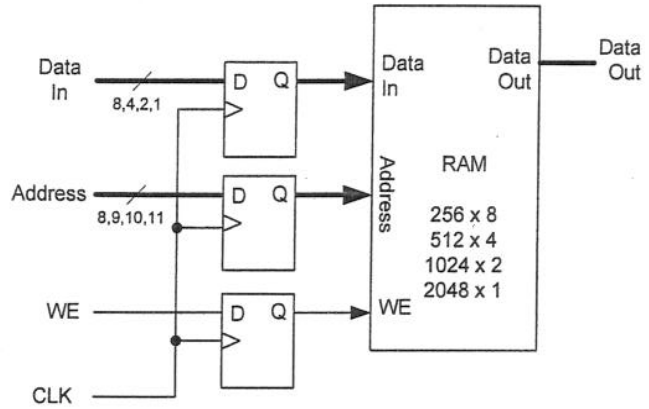 Data
In
8,4,2,1
D Q
Data
In
Data
Out
Data
Out
Address
8,9,10,11
D Q
Address
RAM
256 x 8
512 x 4
1024 x 2
2048 x 1
WE
D Q
WE
CLK